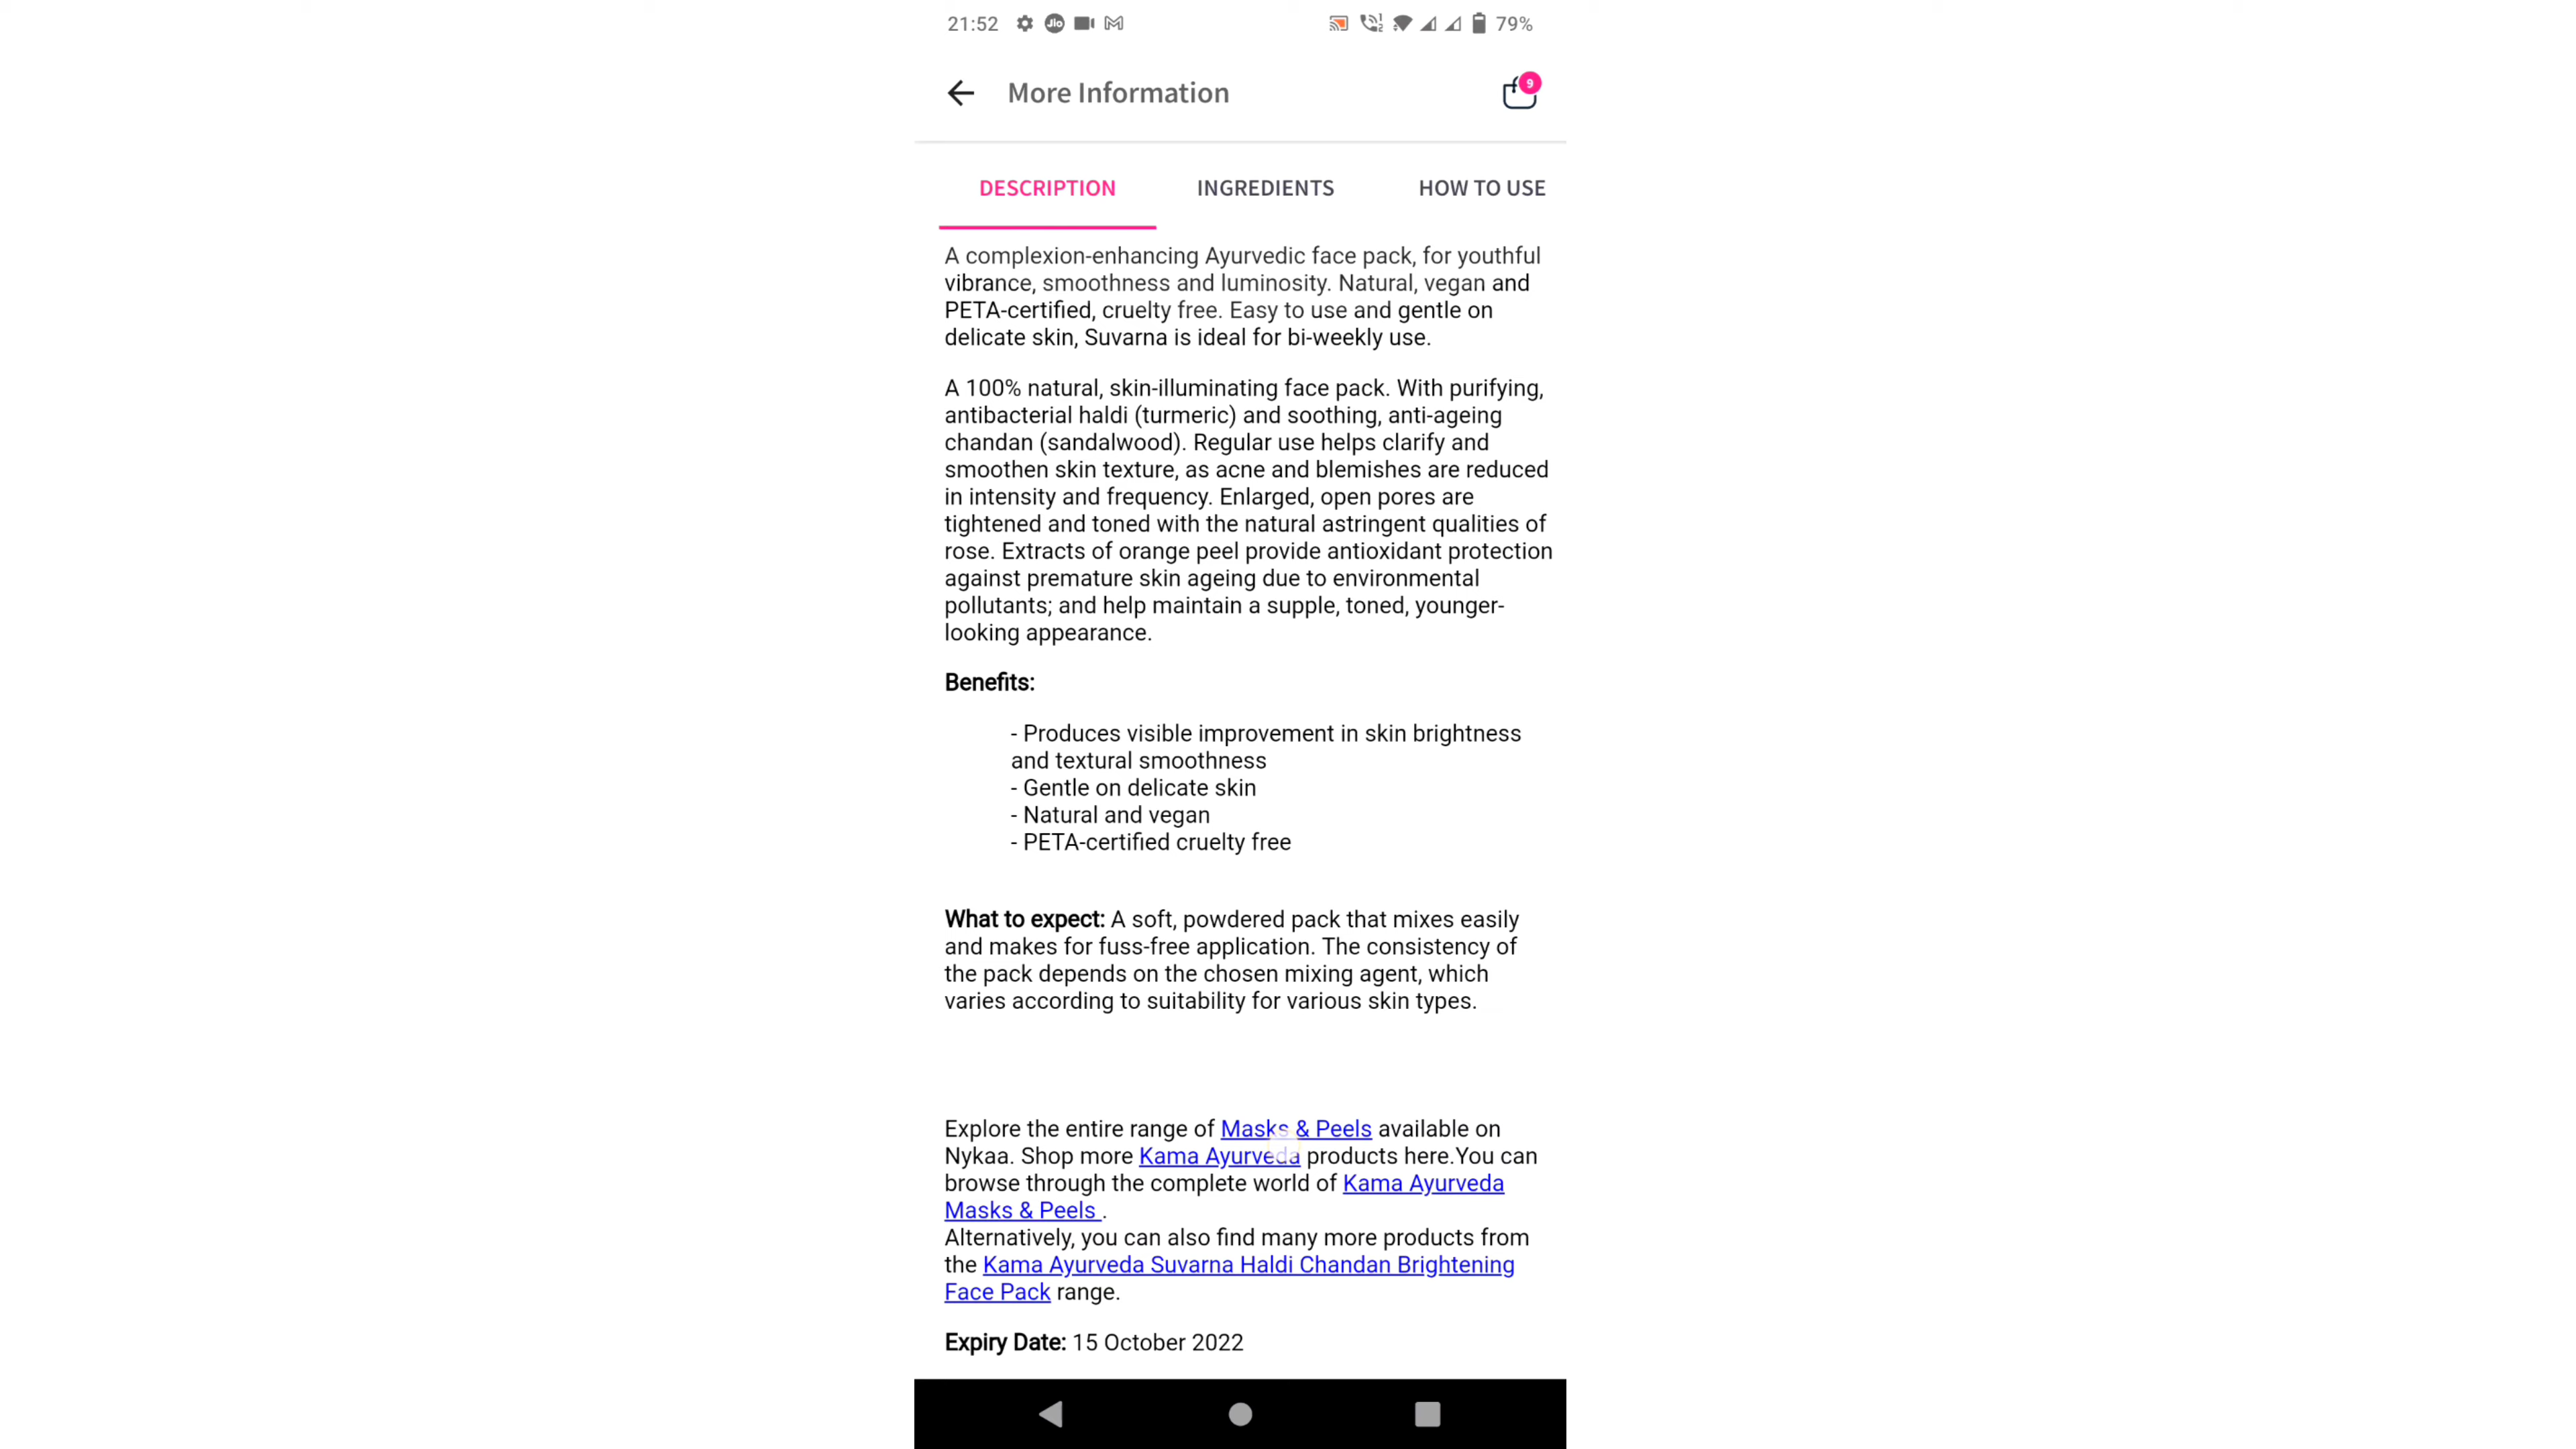 21:52 Jio 79%
More Information 9
DESCRIPTION INGREDIENTS HOW TO USE
A complexion-enhancing Ayurvedic face pack, for youthful
vibrance, smoothness and luminosity. Natural, vegan and
PETA-certified, cruelty free. Easy to use and gentle on
delicate skin, Suvarna is ideal for bi-weekly use.
A 100% natural, skin-illuminating face pack. With purifying,
antibacterial haldi (turmeric) and soothing, anti-ageing
chandan (sandalwood). Regular use helps clarify and
smoothen skin texture, as acne and blemishes are reduced
in intensity and frequency. Enlarged, open pores are
tightened and toned with the natural astringent qualities of
rose. Extracts of orange peel provide antioxidant protection
against premature skin ageing due to environmental
pollutants; and help maintain a supple, toned, younger-
looking appearance.
Benefits:
- Produces visible improvement in skin brightness
and textural smoothness
- Gentle on delicate skin
- Natural and vegan
- PETA-certified cruelty free
What to expect: A soft, powdered pack that mixes easily
and makes for fuss-free application. The consistency of
the pack depends on the chosen mixing agent, which
varies according to suitability for various skin types.
Explore the entire range of Masks & Peels available on
Nykaa. Shop more Kama Ayurveda products here.You can
browse through the complete world of Kama Ayurveda
Masks & Peels .
Alternatively, you can also find many more products from
the Kama Ayurveda Suvarna Haldi Chandan Brightening
Face Pack range.
Expiry Date: 15 October 2022